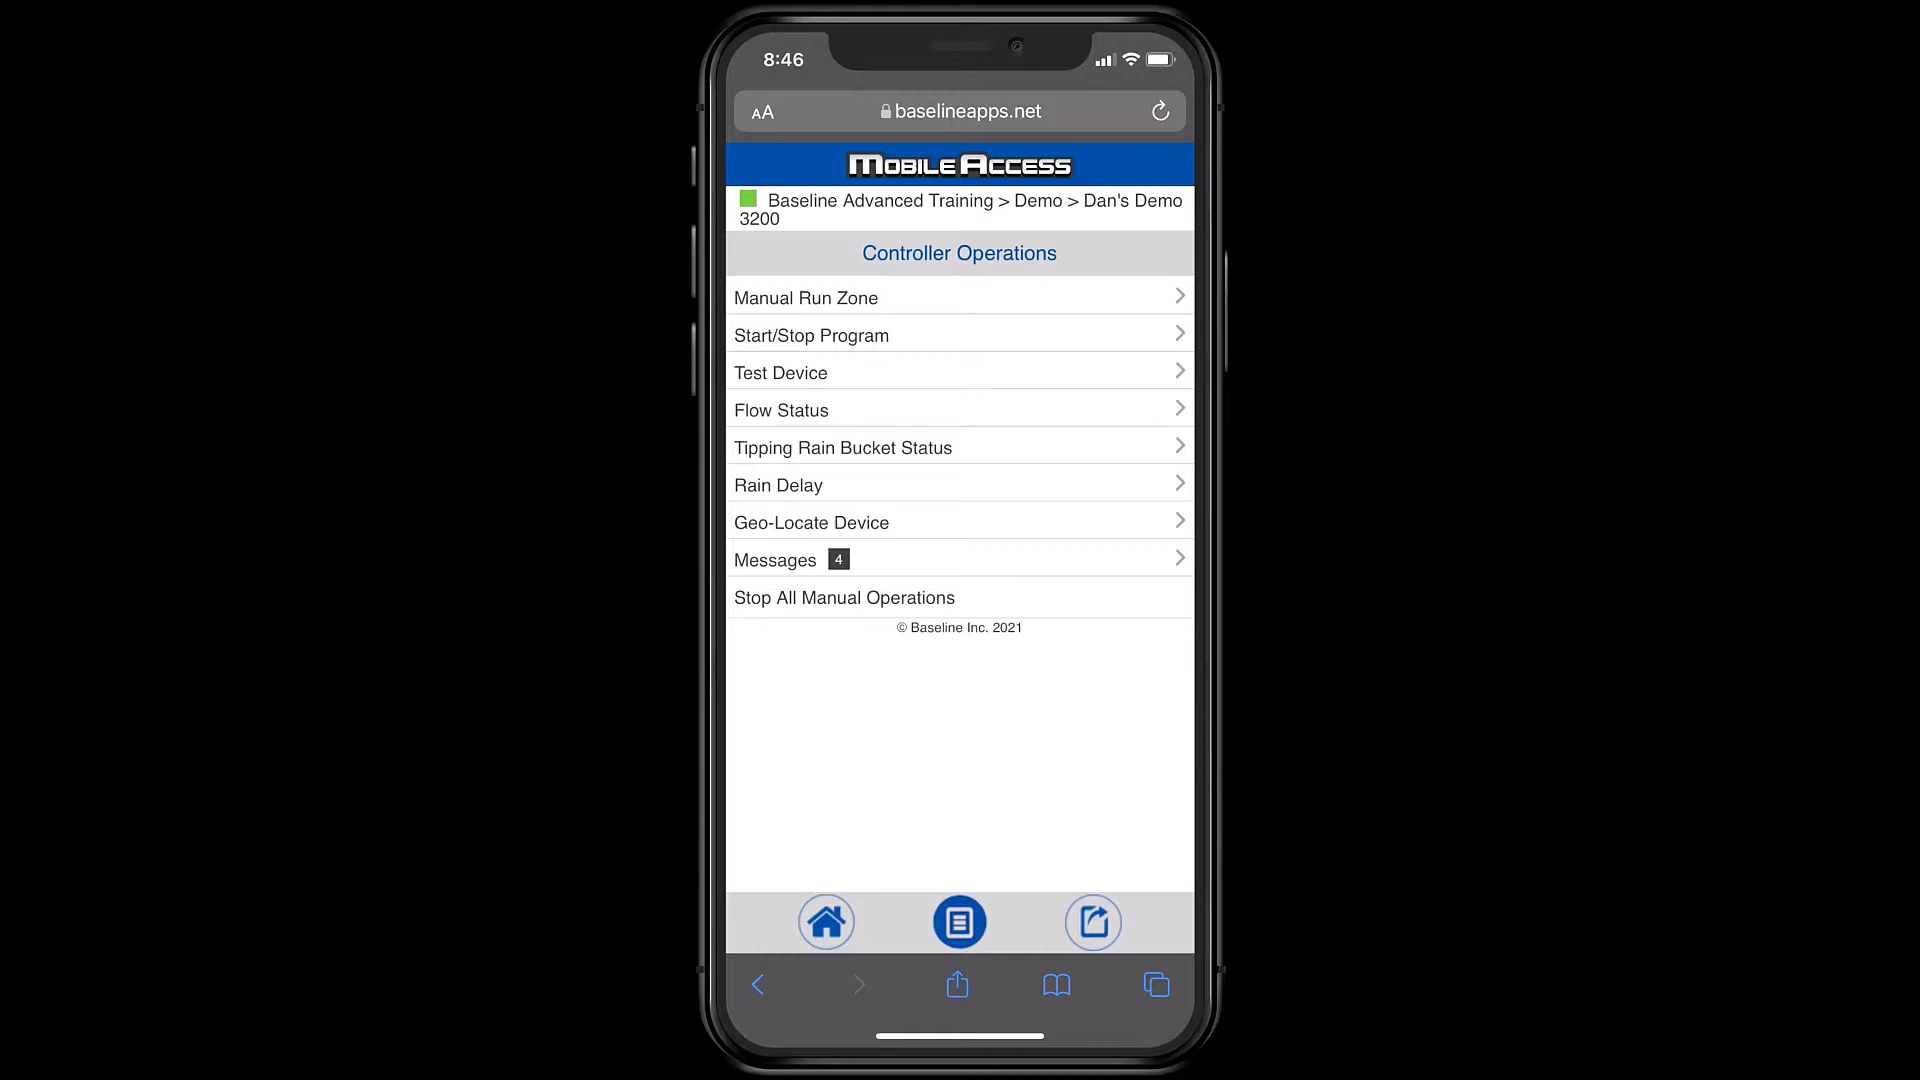 8:46
AA baselineapps.net
MOBILE ACCESS
Baseline Advanced Training > Demo > Dan's Demo
3200
Controller Operations
Manual Run Zone
Start/Stop Program
Test Device
Flow Status
Tipping Rain Bucket Status
Rain Delay
Geo-Locate Device
Messages 4
Stop All Manual Operations
© Baseline Inc. 2021